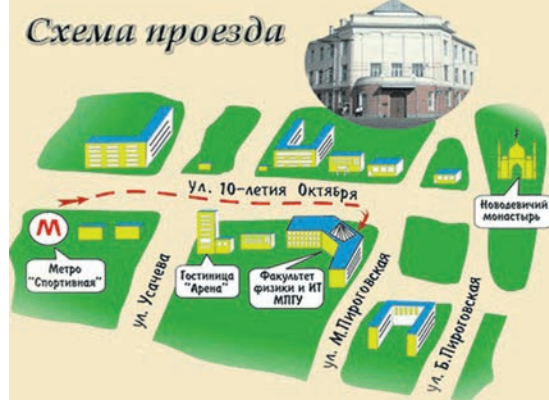 Схема проезда
ул. 10-летия Октября
Новодевичий
монастырь
М
Метро
"Спортивная"
ул. Усачева
Гостиница
"Арена"
Факультет
физики и ИТ
МПГУ
ул. М.Пироговская
ул. Б.Пироговская